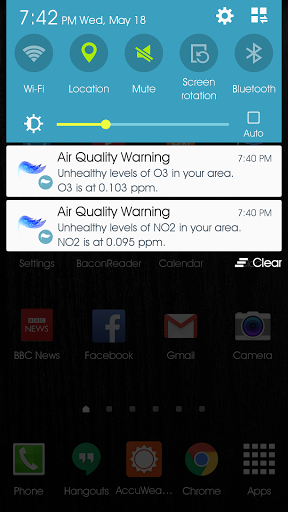 7:42 PM Wed, May 18
Wi-Fi
Location
Mute
Screen
rotation
Bluetooth
Auto
Air Quality Warning 7:40 PM
Unhealthy levels of O3 in your area.
O3 is at 0.103 ppm.
Air Quality Warning 7:40 PM
Unhealthy levels of NO2 in your area.
NO2 is at 0.095 ppm.
Settings BaconReader Calendar
Clear
BBC
NEWS
BBC News Facebook Gmail Camera
Phone Hangouts AccuWea... Chrome Apps